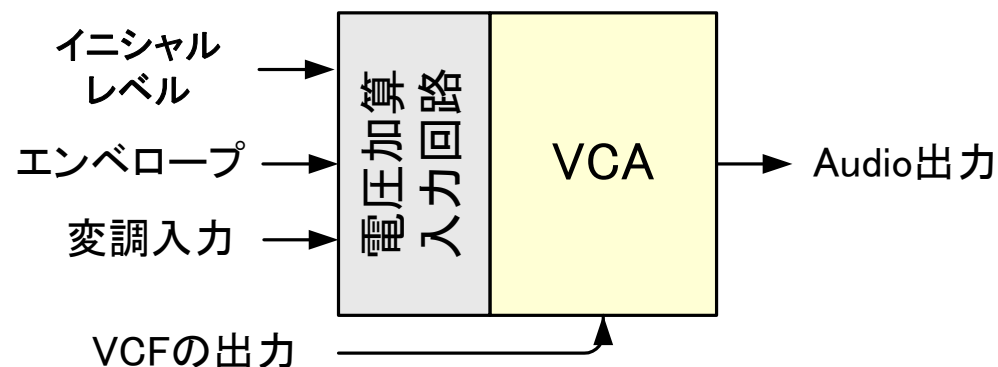 イニシャル
レベル
エンベロープ
変調入力
VCFの出力
電圧加算
入力回路
VCA
Audio出力